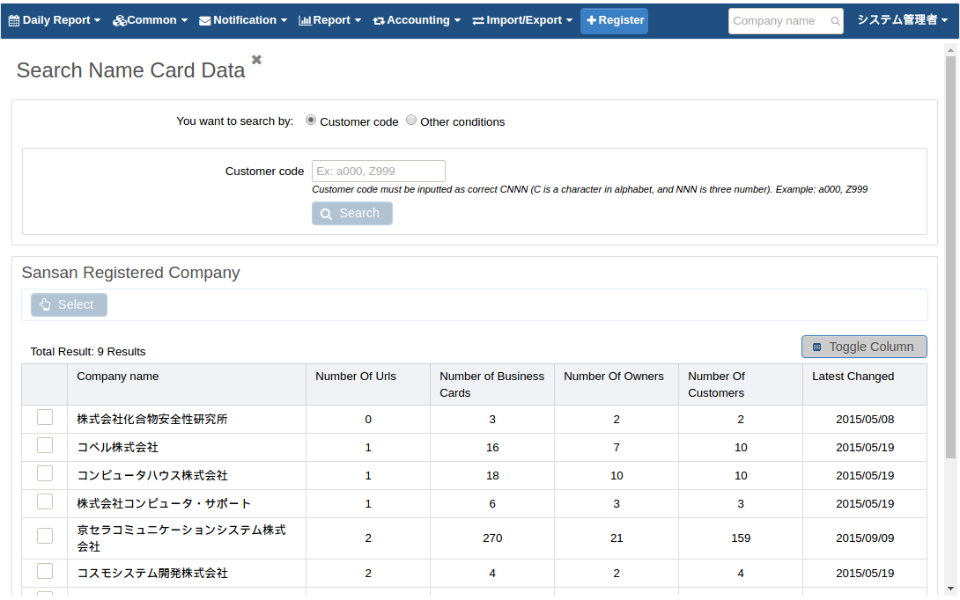 Daily Report Common Notification Report Accounting Import/Export Register Company name システム管理者
Search Name Card Data
You want to search by: Customer code Other conditions
Customer code Ex: a000, Z999
Customer code must be inputted as correct CNNN (C is a character in alphabet, and NNN is three number). Example: a000, Z999
Search
Sansan Registered Company
Select
Total Result: 9 Results Toggle Column
Company name Number Of Urls Number of Business Cards Number Of Owners Number Of Customers Latest Changed
株式会社化合物安全性研究所 0 3 2 2 2015/05/08
コベル株式会社 1 16 7 10 2015/05/19
コンピュータハウス株式会社 1 18 10 10 2015/05/19
株式会社コンピュータ・サポート 1 6 3 3 2015/05/19
京セラコミュニケーションシステム株式会社 2 270 21 159 2015/09/09
コスモシステム開発株式会社 2 4 2 4 2015/05/19